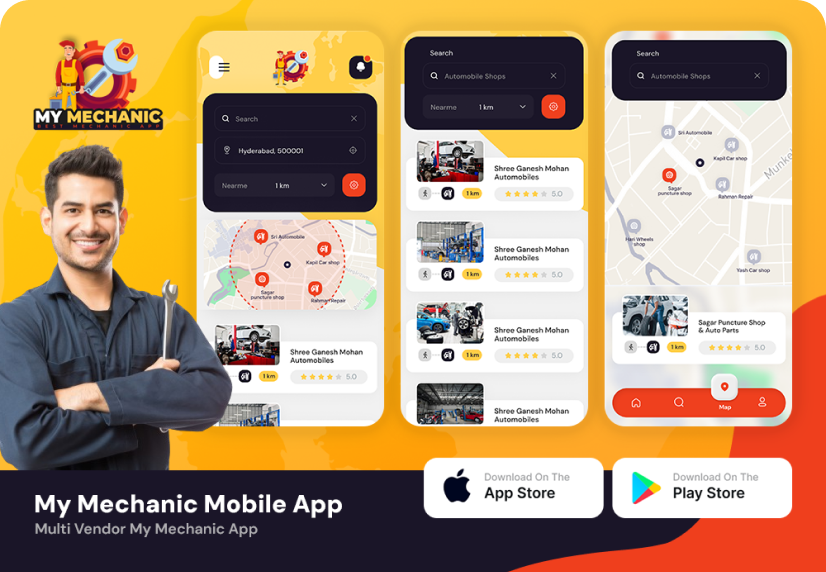 MY MECHANIC
BEST MECHANIC APP
Search
Hyderabad, 500001
Nearme 1 km
Sri Automobile
Kapil Car shop
Sagar
puncture shop
Rahman Repair
Shree Ganesh Mohan
Automobiles
1 km 5.0
Search
Automobile Shops
Nearme 1 km
Shree Ganesh Mohan
Automobiles
1 km 5.0
Shree Ganesh Mohan
Automobiles
1 km 5.0
Shree Ganesh Mohan
Automobiles
1 km 5.0
Shree Ganesh Mohan
Automobiles
Search
Automobile Shops
Sri Automobile
Kapil Car shop
Munke
Sagar
puncture shop
Rahman Repair
Hari Wheels
shop
Yash Car shop
Sagar Puncture Shop
& Auto Parts
1 km 5.0
Map
My Mechanic Mobile App
Multi Vendor My Mechanic App
Download On The
App Store
Download On The
Play Store